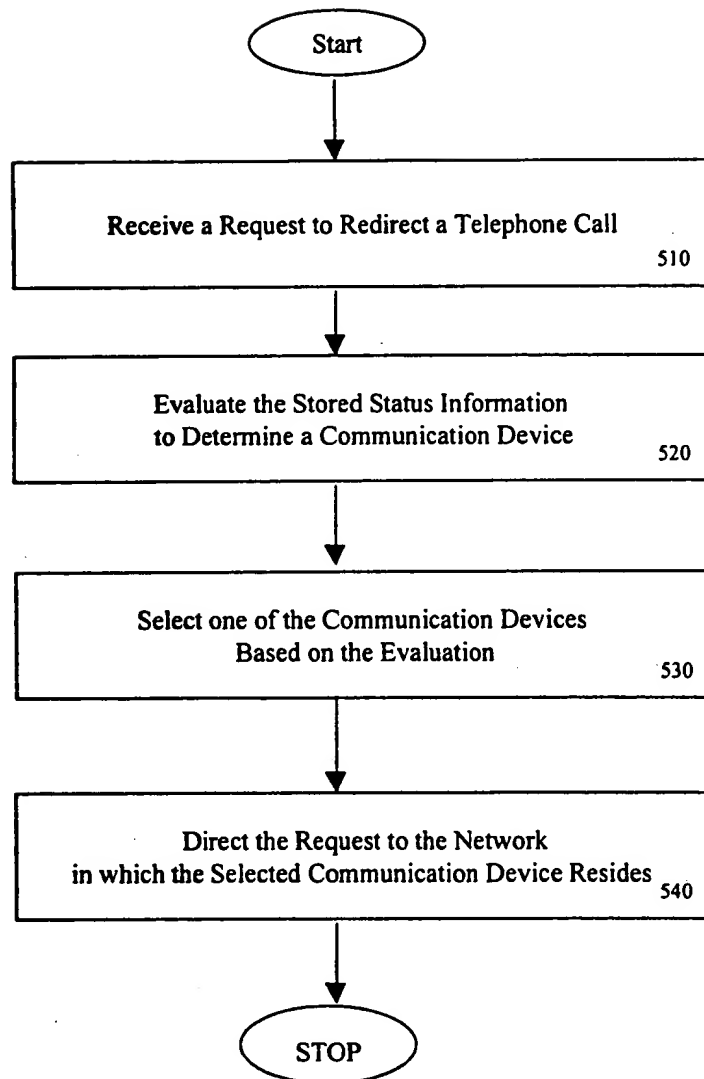 Start
Receive a Request to Redirect a Telephone Call
510
Evaluate the Stored Status Information
to Determine a Communication Device
520
Select one of the Communication Devices
Based on the Evaluation
530
Direct the Request to the Network
in which the Selected Communication Device Resides
540
STOP